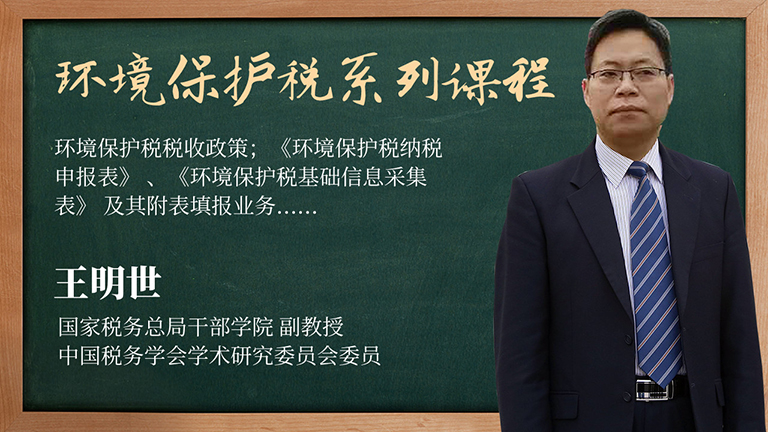 环境保护税系列课程
环境保护税税收政策；《环境保护税纳税
申报表》、《环境保护税基础信息采集
表》 及其附表填报业务……
王明世
国家税务总局干部学院 副教授
中国税务学会学术研究委员会委员